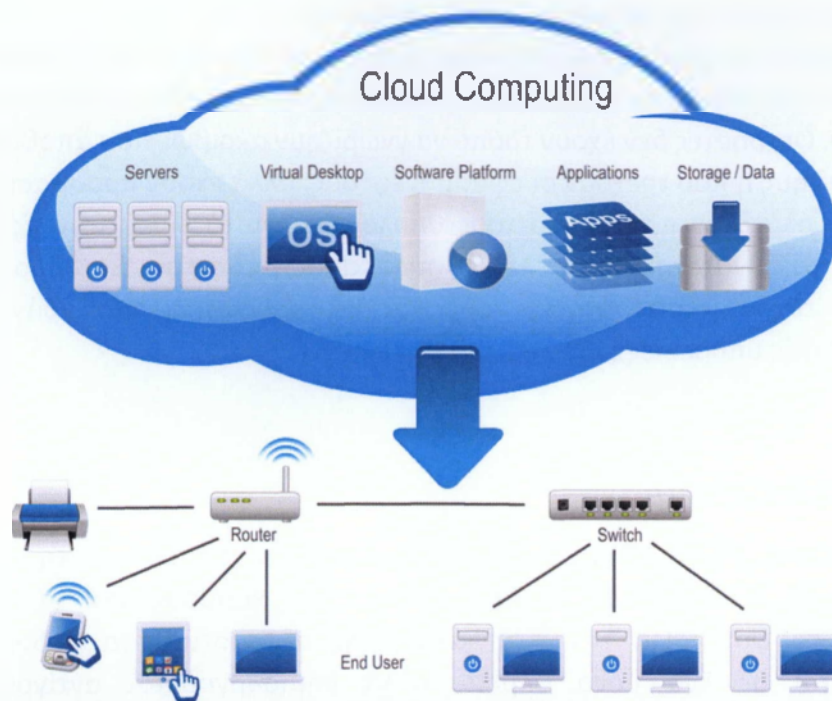 Cloud Computing
Servers
Virtual Desktop
Software Platform
Applications
Storage / Data
OS
Apps
Router
Switch
End User